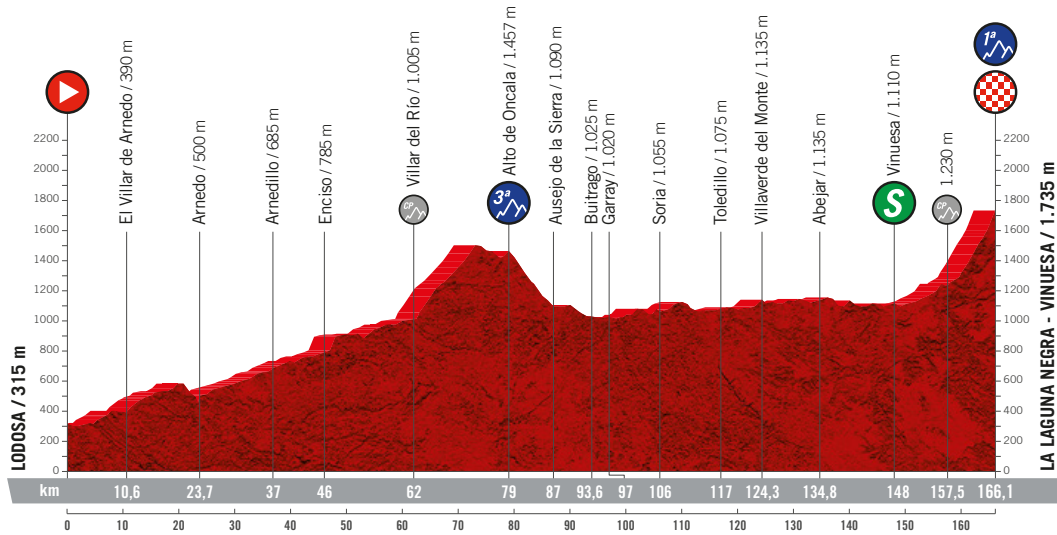 LODOSA / 315 m
El Villar de Arnedo / 390 m
Arnedo / 500 m
Arnedillo / 685 m
Enciso / 785 m
Villar del Río / 1.005 m
CP
Alto de Oncala / 1.457 m
3ª
Ausejo de la Sierra / 1.090 m
Buitrago / 1.025 m
Garray / 1.020 m
Soria / 1.055 m
Toledillo / 1.075 m
Villaverde del Monte / 1.135 m
Abejar / 1.135 m
Vinuesa / 1.110 m
S
1.230 m
CP
1ª
LA LAGUNA NEGRA - VINUESA / 1.735 m
2200
2000
1800
1600
1400
1200
1000
800
600
400
200
0
2200
2000
1800
1600
1400
1200
1000
800
600
400
200
0
km 10,6 23,7 37 46 62 79 87 93,6 97 106 117 124,3 134,8 148 157,5 166,1
0 10 20 30 40 50 60 70 80 90 100 110 120 130 140 150 160